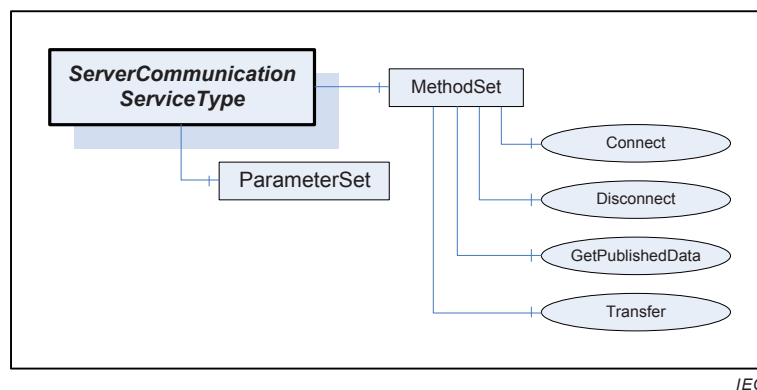 ServerCommunication
ServiceType
MethodSet
Connect
ParameterSet
Disconnect
GetPublishedData
Transfer